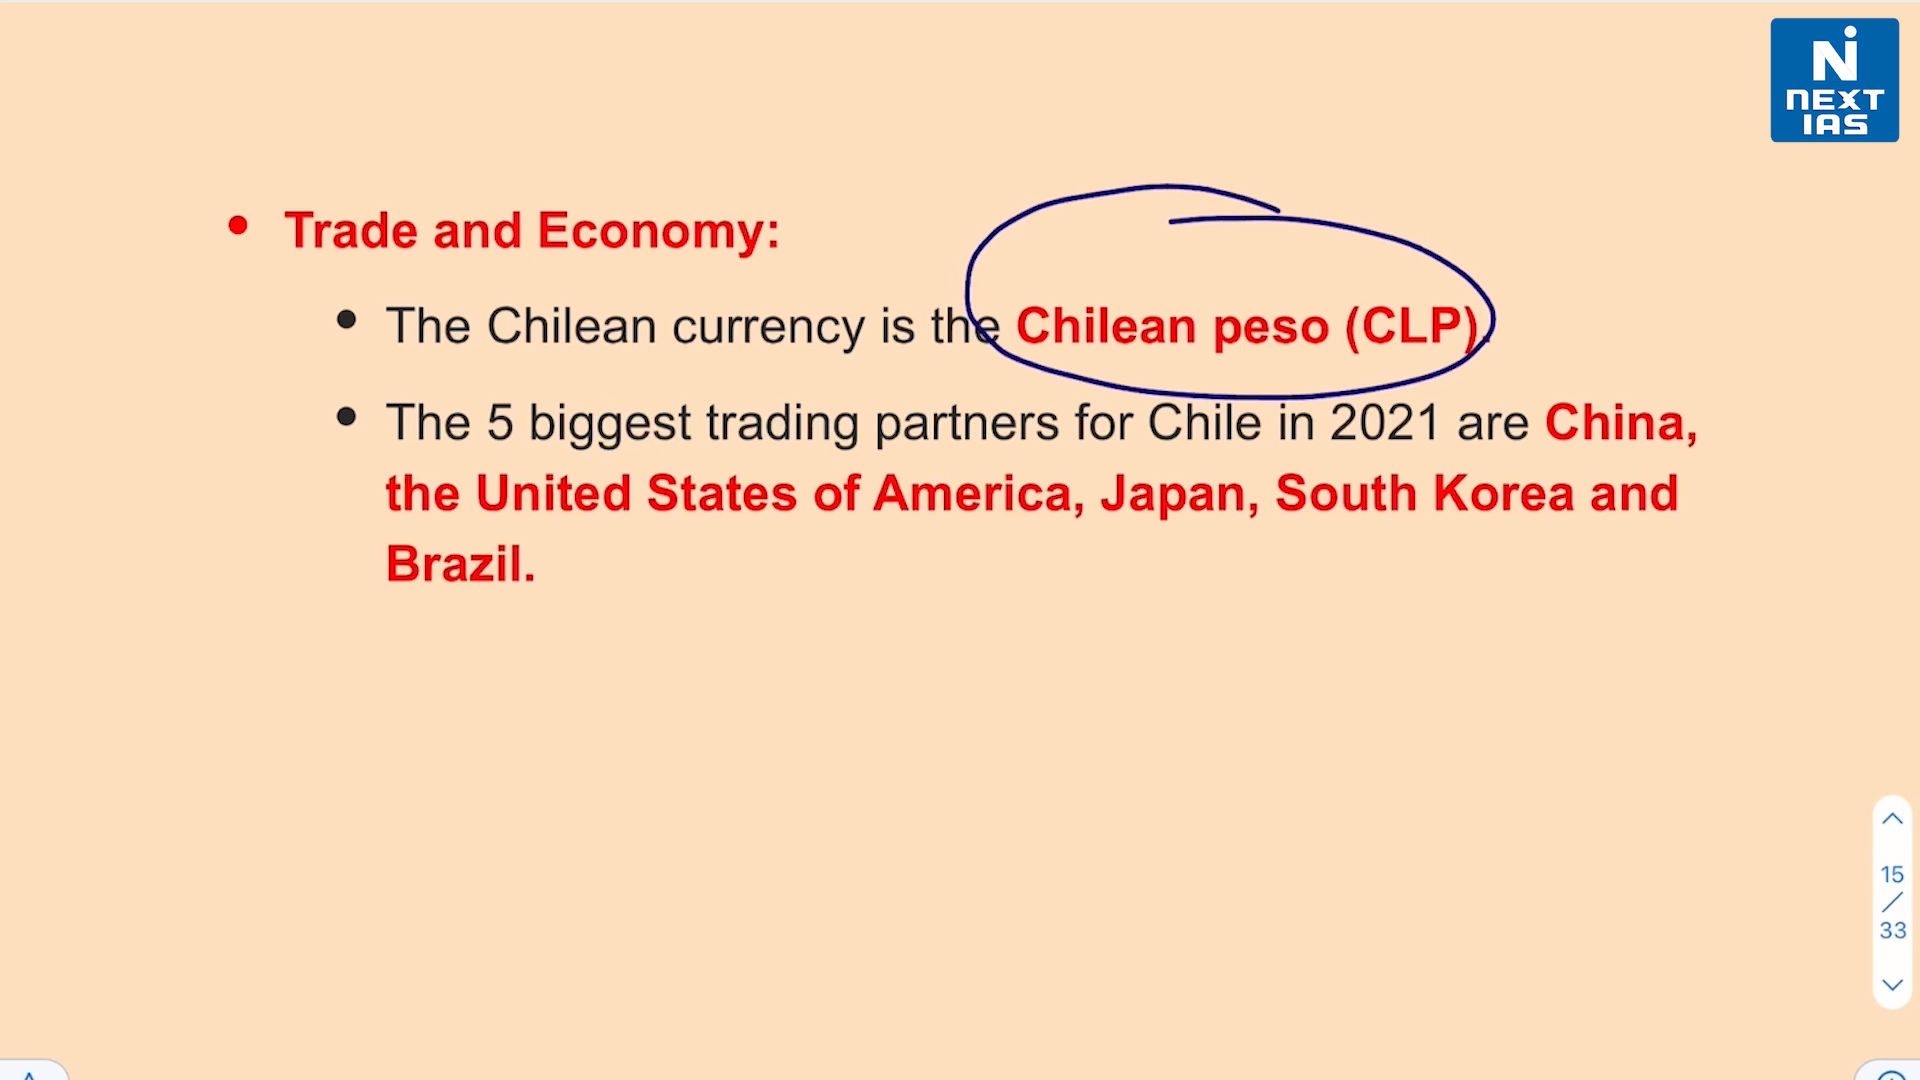 NEXT
IAS
• Trade and Economy:
• The Chilean currency is the Chilean peso (CLP).
• The 5 biggest trading partners for Chile in 2021 are China,
the United States of America, Japan, South Korea and
Brazil.
15
/
33